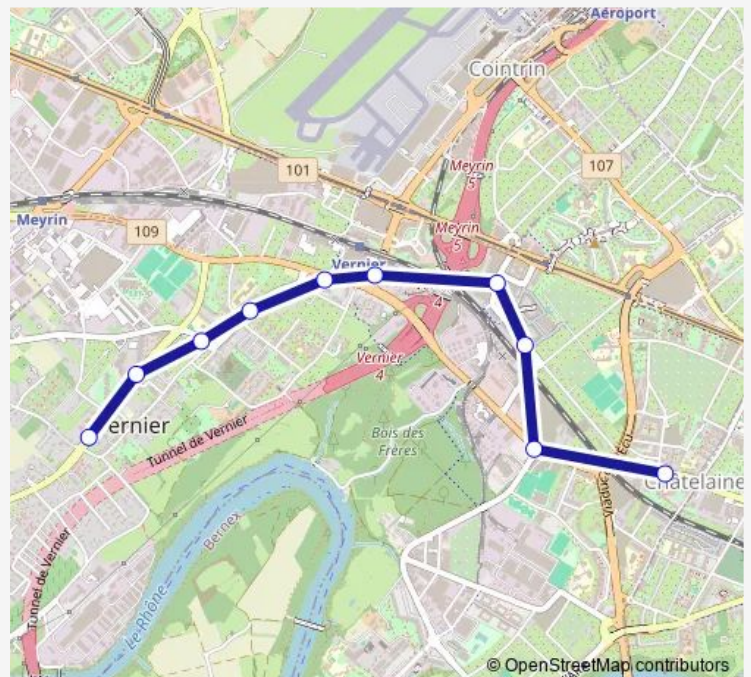 Aéroport
Cointrin
101
Meyrin
5
107
Meyrin
109
Meyrin
5
Vernier
4
Vernier
4
ernier
Tunnel de Vernier
Bois des
Frères
Châtelaine
Bernex
Tunnel de Vernier
Le Rhône
© OpenStreetMap contributors